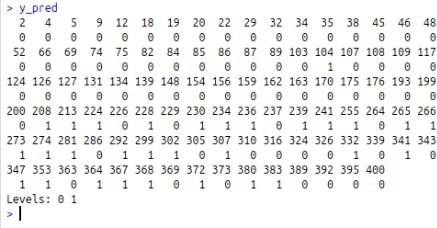 > y_pred
2 4 5 9 12 18 19 20 22 29 32 34 35 38 45 46 48
0 0 0 0 0 0 0 0 0 0 0 0 0 0 0 0 0
52 66 69 74 75 82 84 85 86 87 89 103 104 107 108 109 117
0 0 0 0 0 0 0 0 0 0 0 0 1 0 0 0 0
124 126 127 131 134 139 148 154 156 159 162 163 170 175 176 193 199
0 0 0 0 0 0 0 0 0 0 0 0 0 0 0 0 0
200 208 213 224 226 228 229 230 234 236 237 239 241 255 264 265 266
0 1 1 1 0 1 0 1 1 1 0 1 1 1 0 1 1
273 274 281 286 292 299 302 305 307 310 316 324 326 332 339 341 343
1 1 1 0 1 1 1 0 1 0 0 0 0 1 0 1 0
347 353 363 364 367 368 369 372 373 380 383 389 392 395 400
1 1 0 1 1 1 0 1 0 1 1 0 0 0 0
Levels: 0 1
>